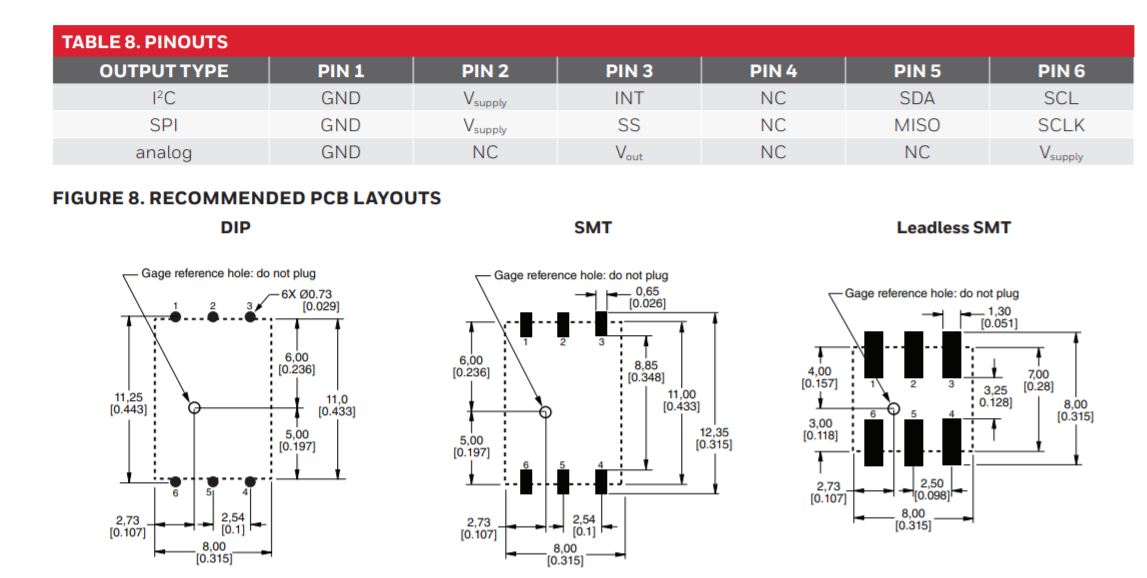 TABLE 8. PINOUTS
OUTPUT TYPE PIN 1 PIN 2 PIN 3 PIN 4 PIN 5 PIN 6
I²C GND Vsupply INT NC SDA SCL
SPI GND Vsupply SS NC MISO SCLK
analog GND NC Vout NC NC Vsupply
FIGURE 8. RECOMMENDED PCB LAYOUTS
DIP
Gage reference hole: do not plug
6X Ø0.73
[0.029]
1 2 3
6,00
[0.236]
11,25
[0.443]
11,0
[0.433]
5,00
[0.197]
6 5 4
2,73
[0.107]
2,54
[0.1]
8,00
[0.315]
SMT
Gage reference hole: do not plug
0,65
[0.026]
1 2 3
6,00
[0.236]
8,85
[0.348]
11,00
[0.433]
12,35
[0.315]
5,00
[0.197]
6 5 4
2,73
[0.107]
2,54
[0.1]
8,00
[0.315]
Leadless SMT
Gage reference hole: do not plug
1,30
[0.051]
4,00
[0.157]
1 2 3
7,00
[0.28]
3,25
0.128]
8,00
[0.315]
3,00
[0.118]
6 5 4
2,73
[0.107]
2,50
[0.098]
8,00
[0.315]